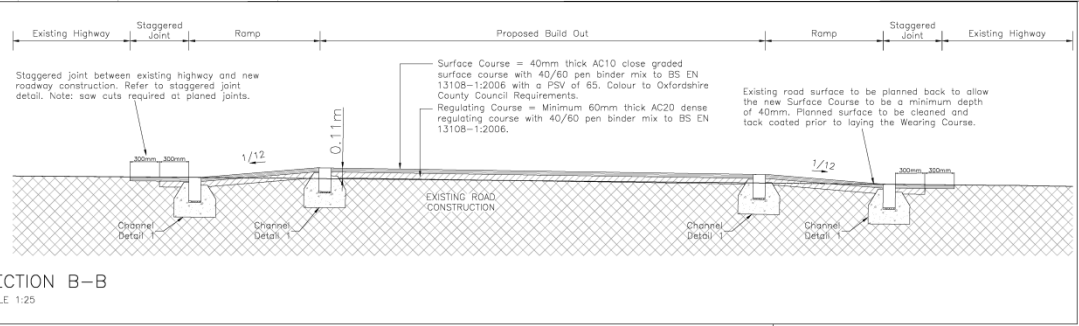 Existing Highway
Staggered
Joint
Ramp
Proposed Build Out
Ramp
Staggered
Joint
Existing Highway
Staggered joint between existing highway and new
roadway construction. Refer to staggered joint
detail. Note: saw cuts required at planed joints.
Surface Course = 40mm thick AC10 close graded
surface course with 40/60 pen binder mix to BS EN
13108-1:2006 with a PSV of 65. Colour to Oxfordshire
County Council Requirements.
Regulating Course = Minimum 60mm thick AC20 dense
regulating course with 40/60 pen binder mix to BS EN
13108-1:2006.
Existing road surface to be planed back to allow
the new Surface Course to be a minimum depth
of 40mm. Planned surface to be cleaned and
tack coated prior to laying the Wearing Course.
300mm
300mm
1/12
0.11m
1/12
300mm
300mm
EXISTING ROAD
CONSTRUCTION
Channel
Detail 1
Channel
Detail 1
Channel
Detail 1
Channel
Detail 1
ECTION B-B
LE 1:25